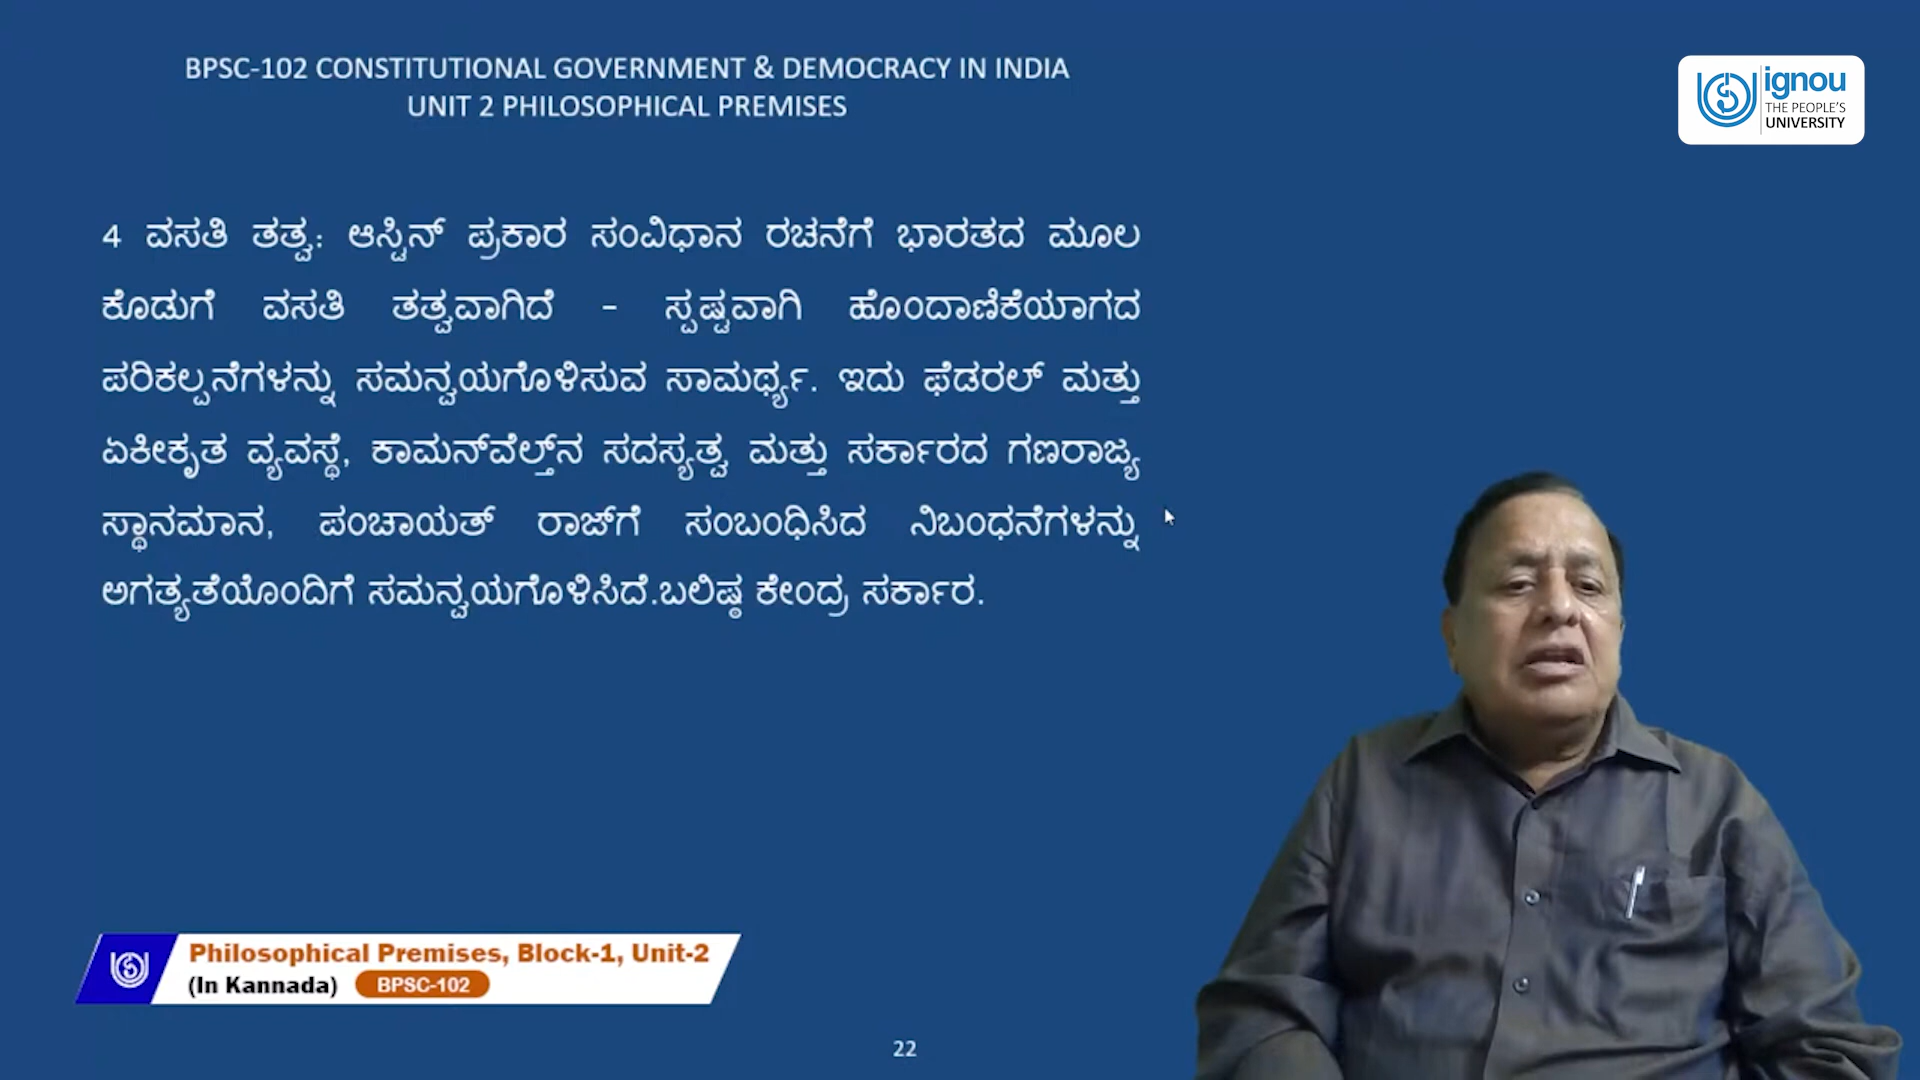 BPSC-102 CONSTITUTIONAL GOVERNMENT & DEMOCRACY IN INDIA
UNIT 2 PHILOSOPHICAL PREMISES
ignou
THE PEOPLE'S
UNIVERSITY
4 ವಸತಿ ತತ್ವ: ಆಸ್ಟಿನ್ ಪ್ರಕಾರ ಸಂವಿಧಾನ ರಚನೆಗೆ ಭಾರತದ ಮೂಲ
ಕೊಡುಗೆ ವಸತಿ ತತ್ವವಾಗಿದೆ - ಸ್ಪಷ್ಟವಾಗಿ ಹೊಂದಾಣಿಕೆಯಾಗದ
ಪರಿಕಲ್ಪನೆಗಳನ್ನು ಸಮನ್ವಯಗೊಳಿಸುವ ಸಾಮರ್ಥ್ಯ. ಇದು ಫೆಡರಲ್ ಮತ್ತು
ಏಕೀಕೃತ ವ್ಯವಸ್ಥೆ, ಕಾಮನ್‌ವೆಲ್ತ್‌ನ ಸದಸ್ಯತ್ವ ಮತ್ತು ಸರ್ಕಾರದ ಗಣರಾಜ್ಯ
ಸ್ಥಾನಮಾನ, ಪಂಚಾಯತ್ ರಾಜ್‌ಗೆ ಸಂಬಂಧಿಸಿದ ನಿಬಂಧನೆಗಳನ್ನು
ಅಗತ್ಯತೆಯೊಂದಿಗೆ ಸಮನ್ವಯಗೊಳಿಸಿದೆ.ಬಲಿಷ್ಠ ಕೇಂದ್ರ ಸರ್ಕಾರ.
Philosophical Premises, Block-1, Unit-2
(In Kannada) BPSC-102
22